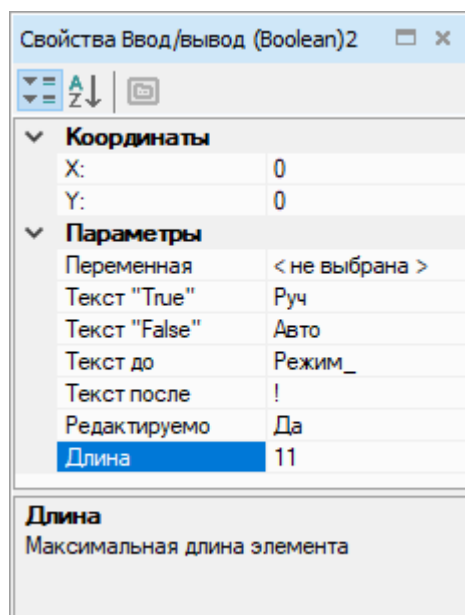 Свойства Ввод/вывод (Boolean)2
AZ
Координаты
X: 0
Y: 0
Параметры
Переменная < не выбрана >
Текст "True" Руч
Текст "False" Авто
Текст до Режим_
Текст после !
Редактируемо Да
Длина 11
Длина
Максимальная длина элемента